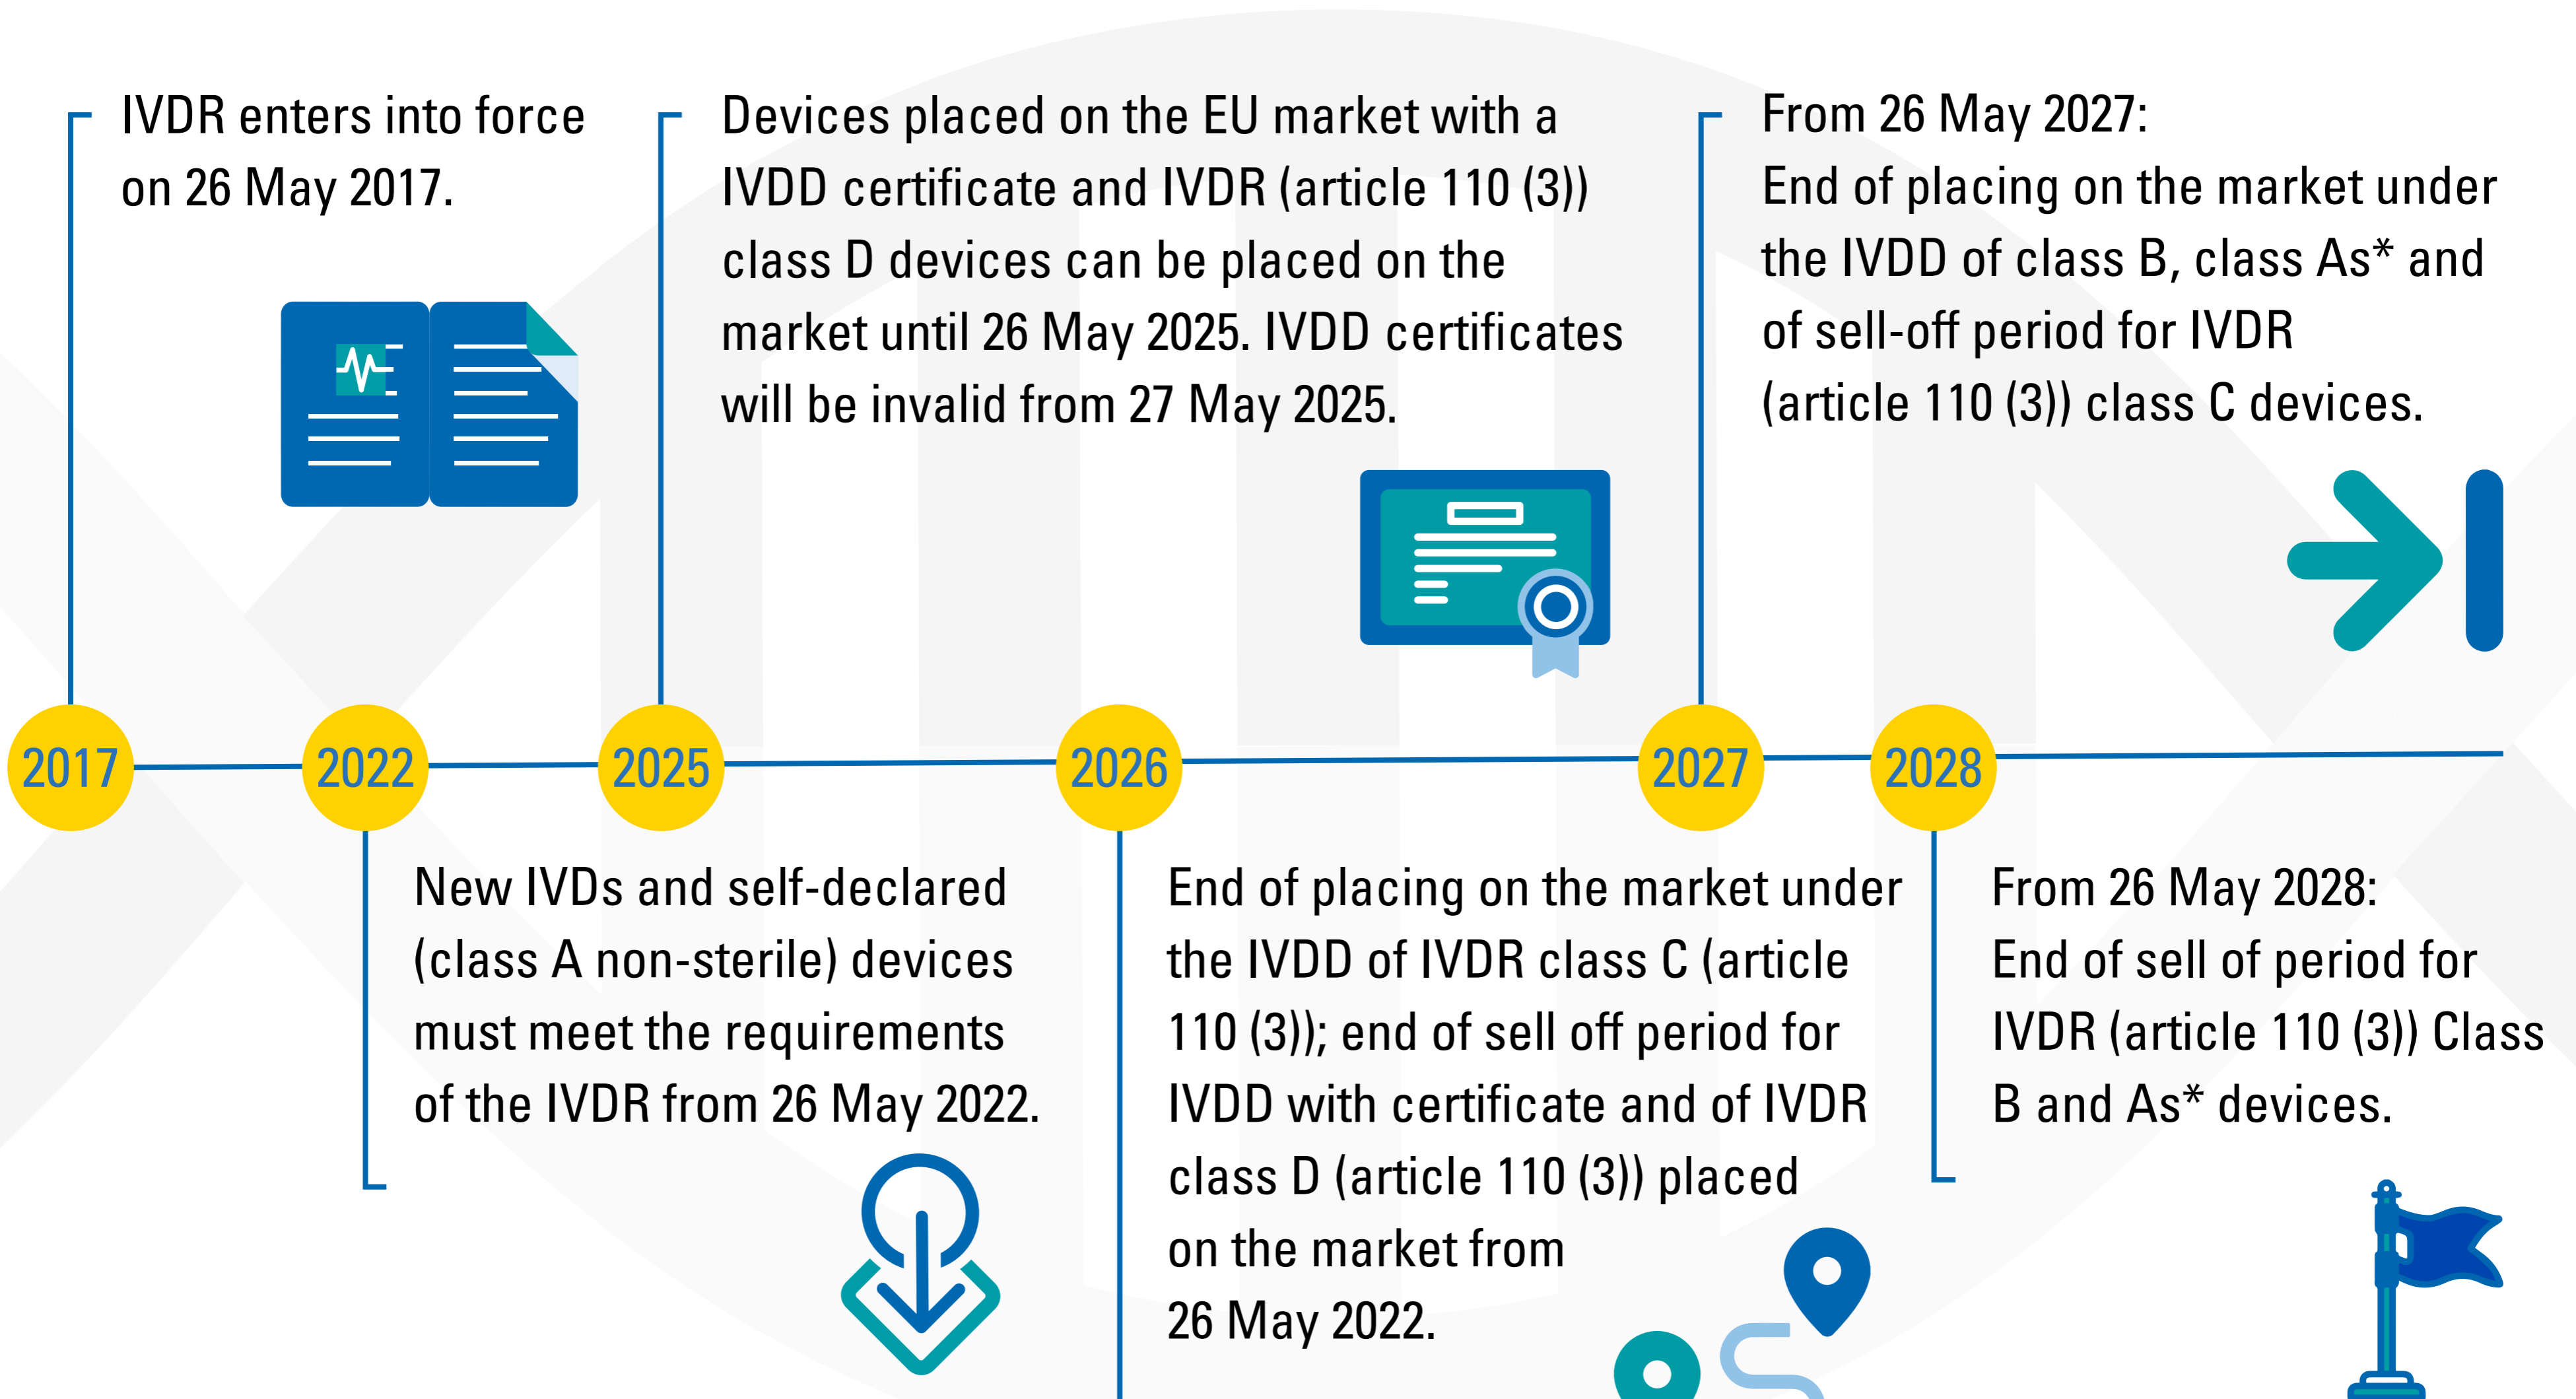 IVDR enters into force
on 26 May 2017.
Devices placed on the EU market with a
IVDD certificate and IVDR (article 110 (3))
class D devices can be placed on the
market until 26 May 2025. IVDD certificates
will be invalid from 27 May 2025.
From 26 May 2027:
End of placing on the market under
the IVDD of class B, class As* and
of sell-off period for IVDR
(article 110 (3)) class C devices.
2017
2022
2025
2026
2027
2028
New IVDs and self-declared
(class A non-sterile) devices
must meet the requirements
of the IVDR from 26 May 2022.
End of placing on the market under
the IVDD of IVDR class C (article
110 (3)); end of sell off period for
IVDD with certificate and of IVDR
class D (article 110 (3)) placed
on the market from
26 May 2022.
From 26 May 2028:
End of sell of period for
IVDR (article 110 (3)) Class
B and As* devices.